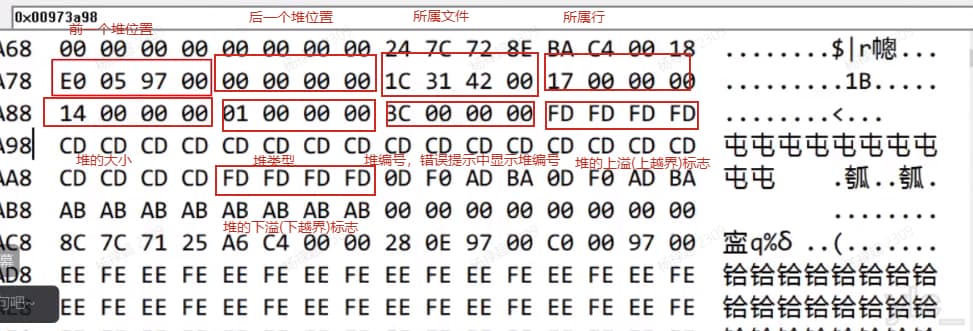 0x00973a98
前一个堆位置 后一个堆位置 所属文件 所属行
A68 00 00 00 00 00 00 00 00 24 7C 72 8E BA C4 00 18 ........$|r幒...
A78 E0 05 97 00 00 00 00 00 1C 31 42 00 17 00 00 00 .........1B.....
A88 14 00 00 00 01 00 00 00 3C 00 00 00 FD FD FD FD ........<...
A98 CD CD CD CD CD CD CD CD CD CD CD CD CD CD CD CD 屯屯屯屯屯屯屯屯
堆的大小 堆类型 堆编号,错误提示中显示堆编号 堆的上溢(上越界)标志
AA8 CD CD CD CD FD FD FD FD 0D F0 AD BA 0D F0 AD BA 屯屯 .瓠..瓠.
AB8 AB AB AB AB AB AB AB AB 00 00 00 00 00 00 00 00 ........
堆的下溢(下越界)标志
AC8 8C 7C 71 25 A6 C4 00 00 28 0E 97 00 C0 00 97 00 寍q%δ ..(.......
AD8 EE FE EE FE EE FE EE FE EE FE EE FE EE FE EE FE 铪铪铪铪铪铪铪铪
EE FE EE FE EE FE EE FE EE FE EE FE EE FE EE FE 铪铪铪铪铪铪铪铪
幕
句吧~